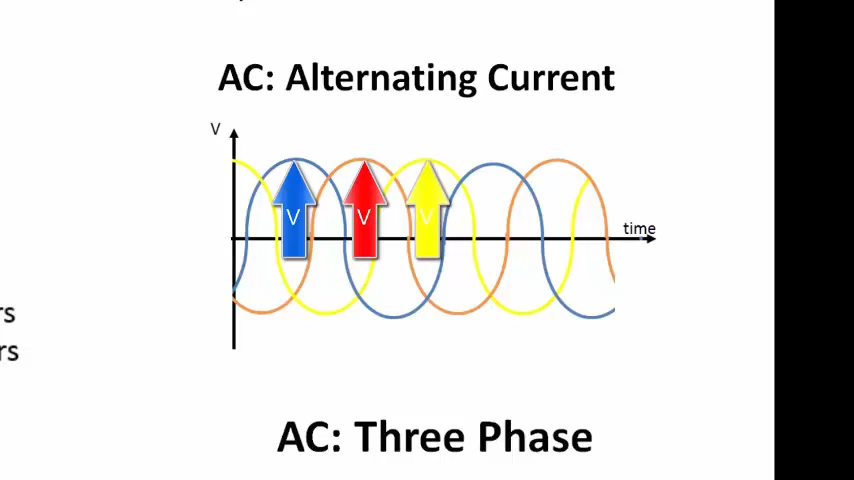 AC: Alternating Current
V
V V V
time
rs
rs
AC: Three Phase